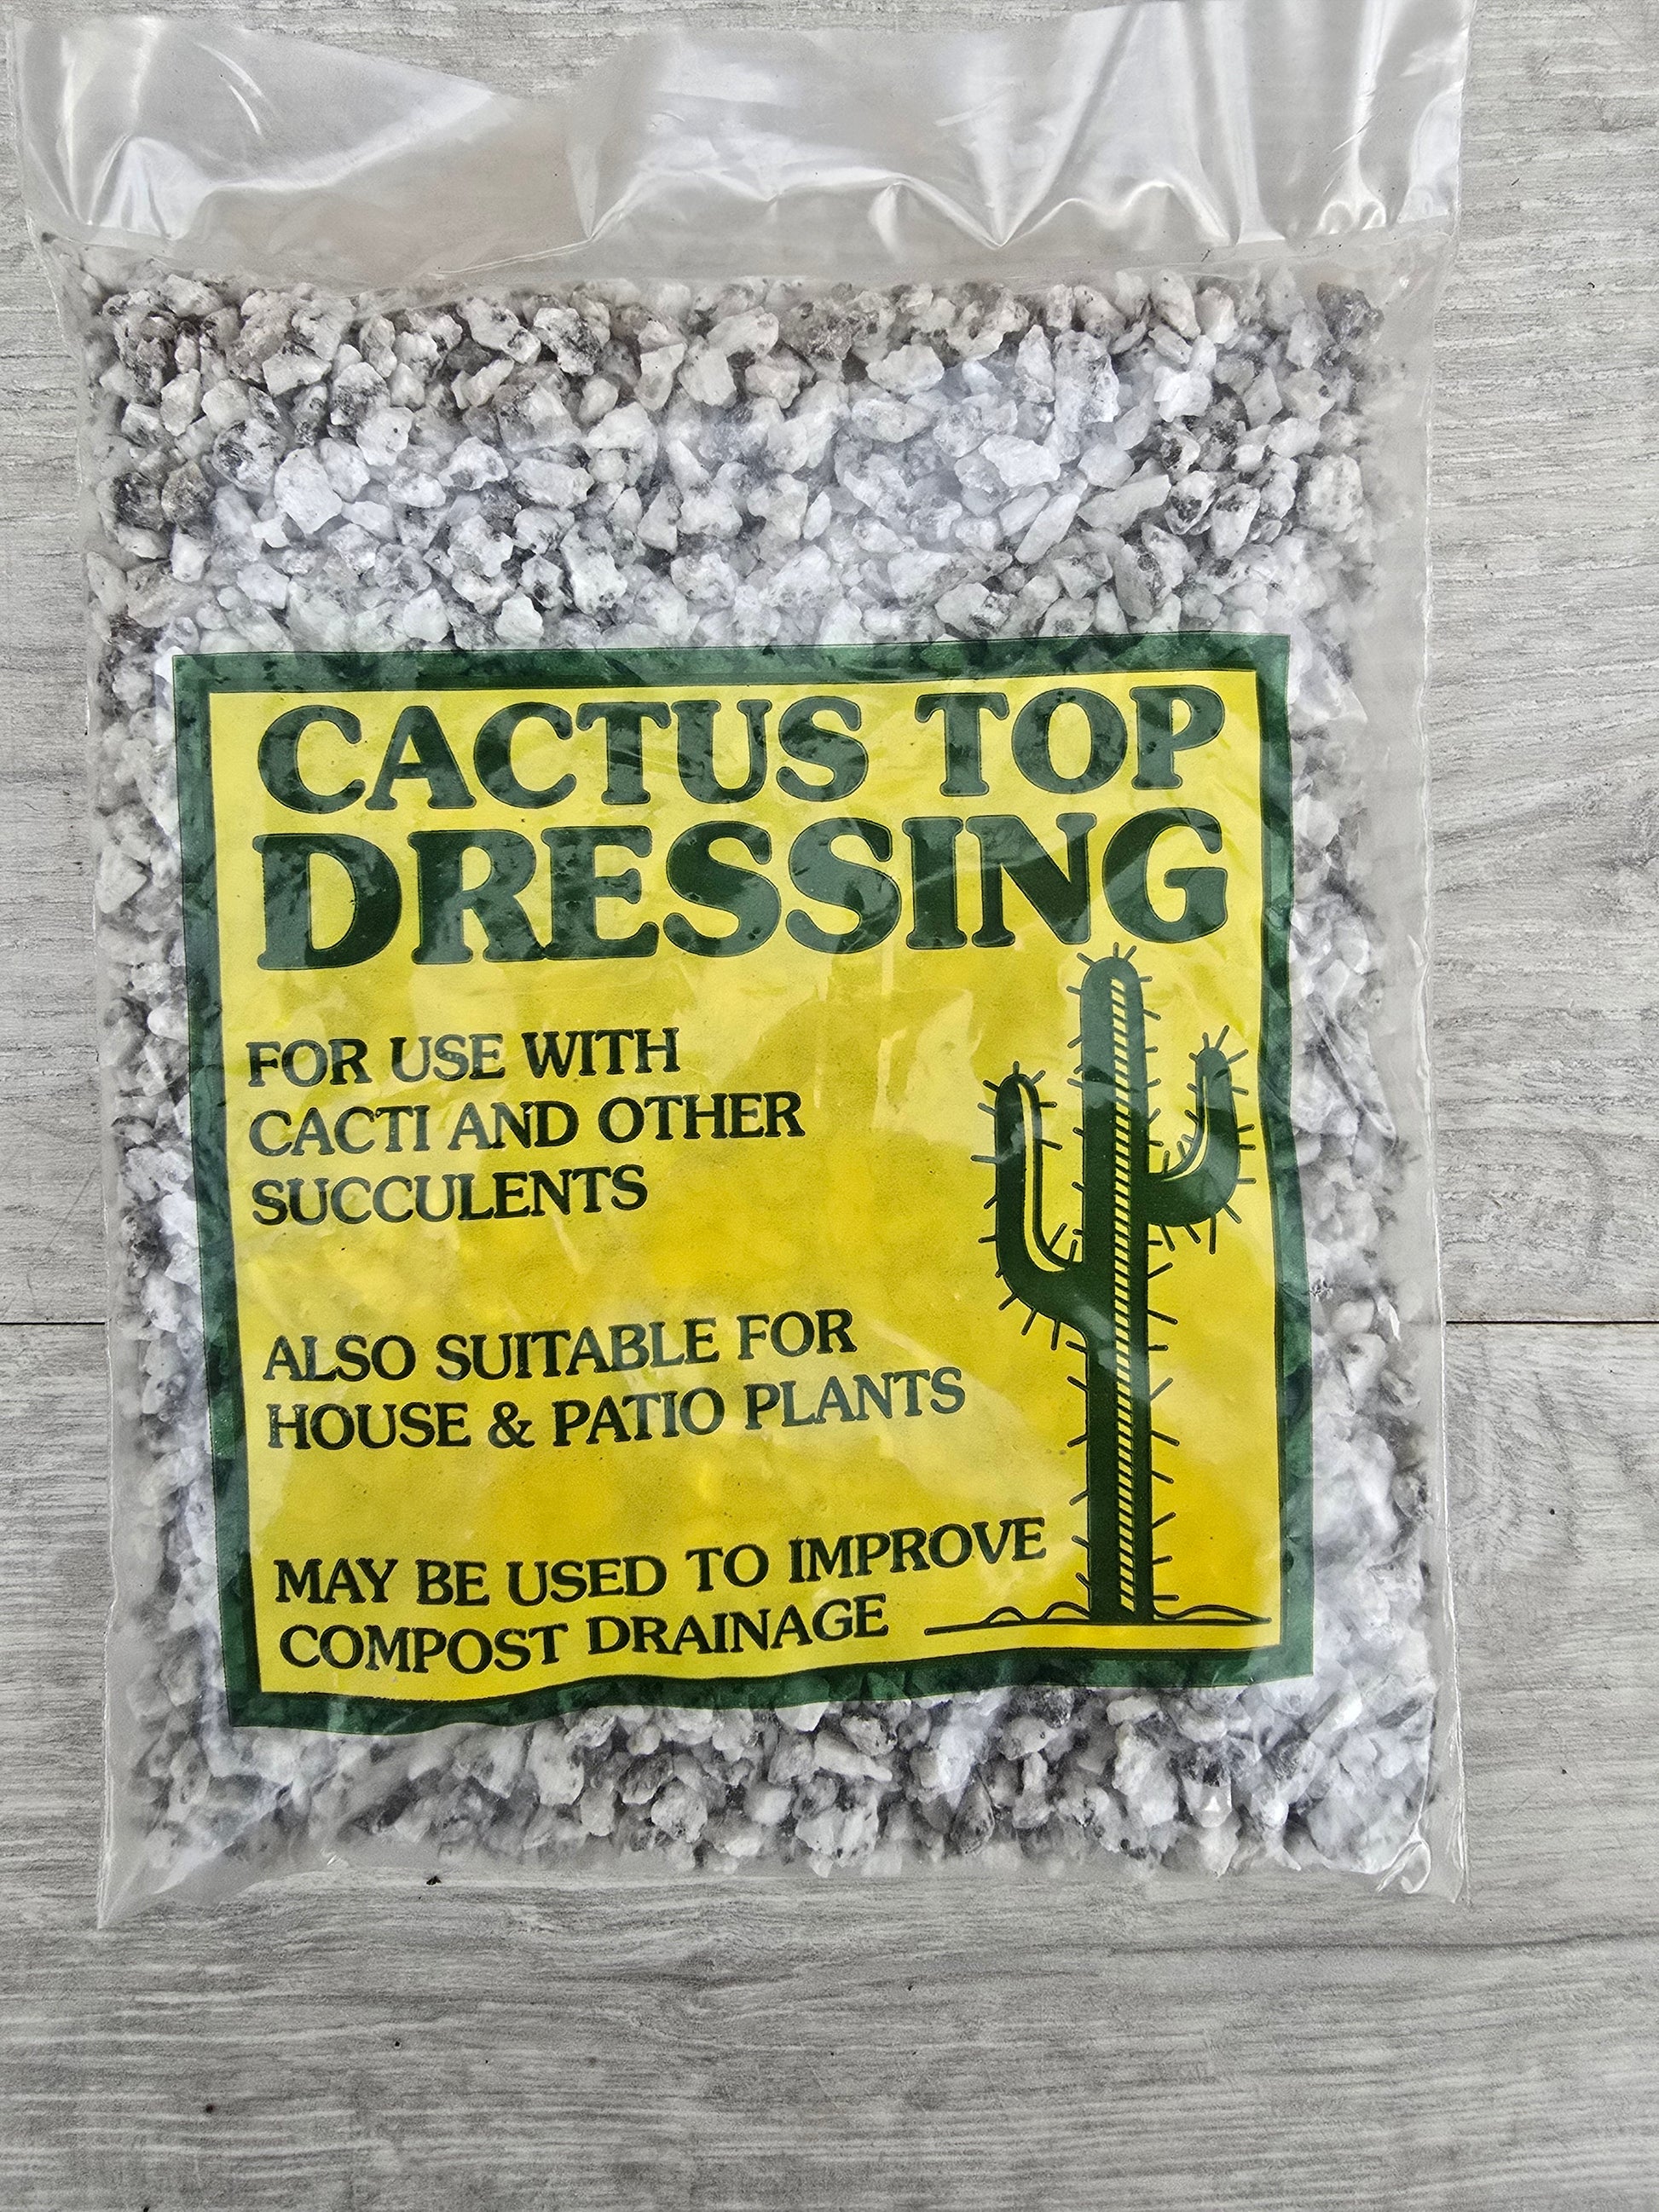 CACTUS TOP
DRESSING
FOR USE WITH
CACTI AND OTHER
SUCCULENTS
ALSO SUITABLE FOR
HOUSE & PATIO PLANTS
MAY BE USED TO IMPROVE
COMPOST DRAINAGE